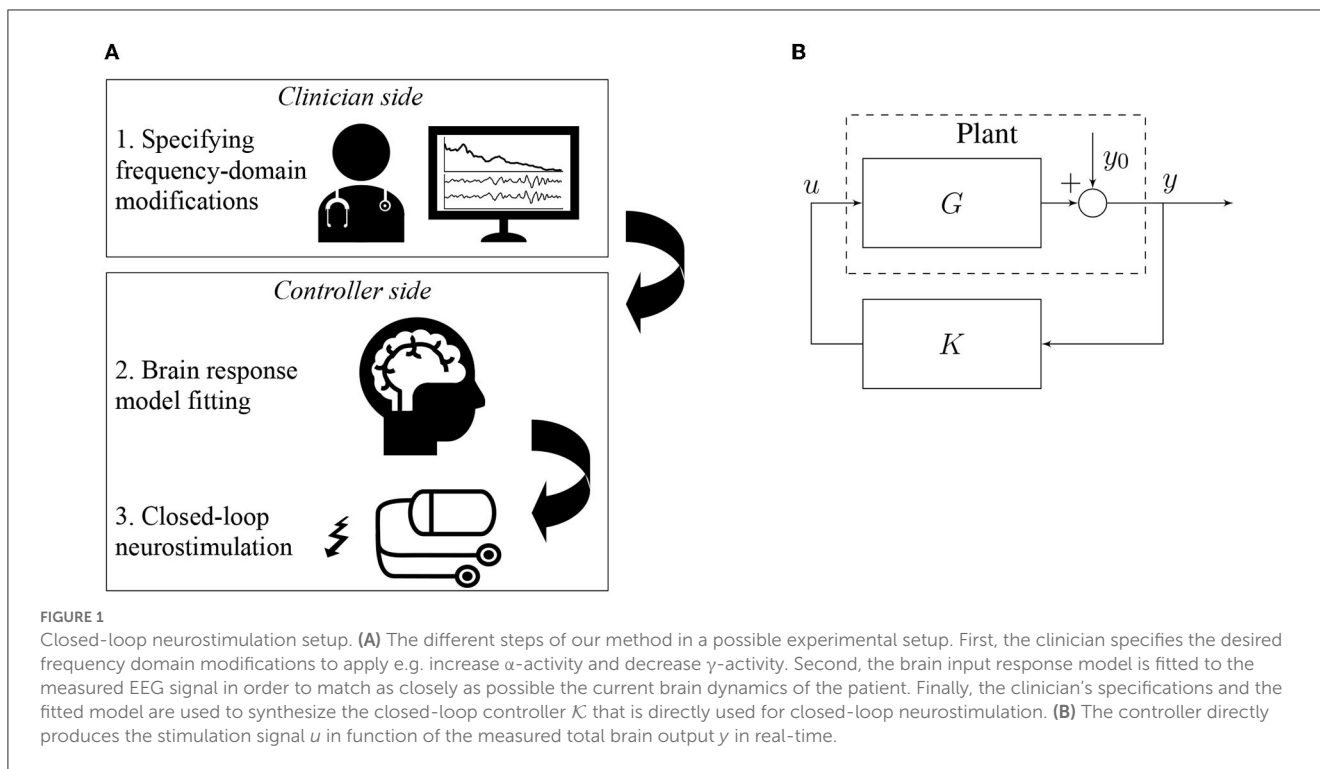 A
Clinician side
1. Specifying
frequency-domain
modifications
Controller side
2. Brain response
model fitting
3. Closed-loop
neurostimulation
B
Plant
y₀
u
G
+
y
K
FIGURE 1
Closed-loop neurostimulation setup. (A) The different steps of our method in a possible experimental setup. First, the clinician specifies the desired
frequency domain modifications to apply e.g. increase α-activity and decrease γ-activity. Second, the brain input response model is fitted to the
measured EEG signal in order to match as closely as possible the current brain dynamics of the patient. Finally, the clinician's specifications and the
fitted model are used to synthesize the closed-loop controller 𝒦 that is directly used for closed-loop neurostimulation. (B) The controller directly
produces the stimulation signal u in function of the measured total brain output y in real-time.